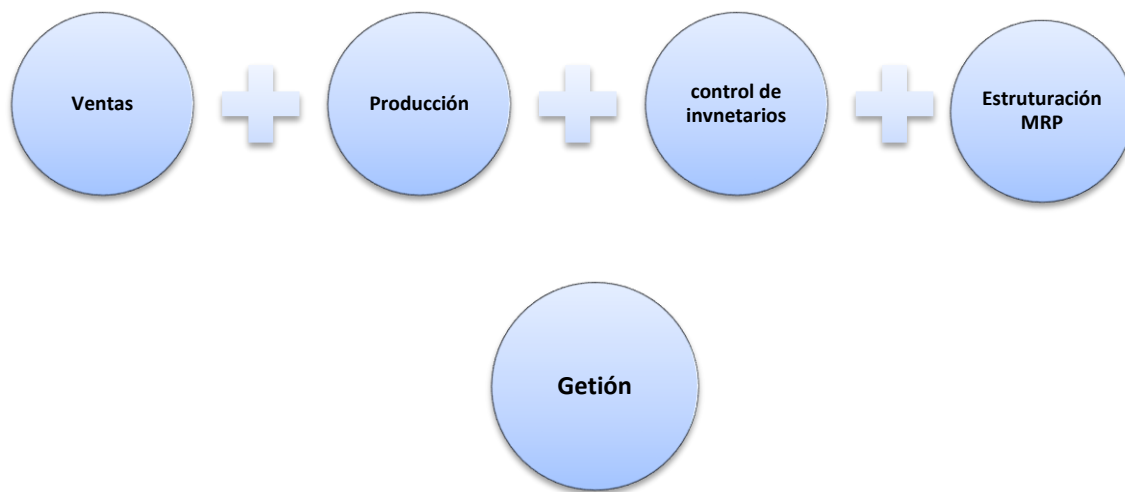 Ventas
Producción
control de
invnetarios
Estruturación
MRP
Getión